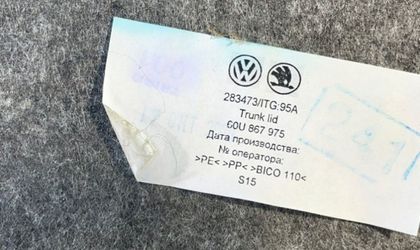 283473/ITG:95A
Trunk lid
60U 867 975
Дата производства:
№ оператора:
>PE< >PP< >BICO 110<
S15